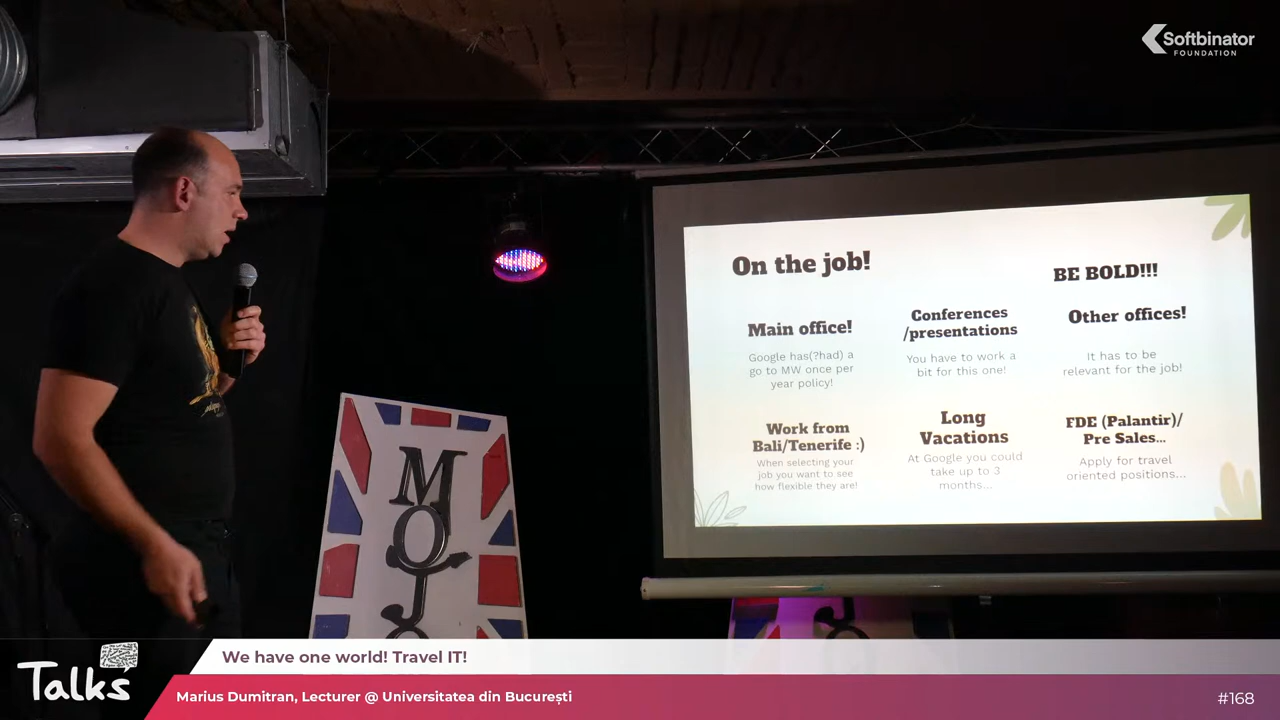 Softbinator
FOUNDATION
On the job!
BE BOLD!!!
Main office!
Google has(?had) a
go to MW once per
year policy!
Conferences
/presentations
You have to work a
bit for this one!
Other offices!
It has to be
relevant for the job!
Work from
Bali/Tenerife :)
When selecting your
job you want to see
how flexible they are!
Long
Vacations
At Google you could
take up to 3
months...
FDE (Palantir)/
Pre Sales...
Apply for travel
oriented positions...
MOJO
Talks
We have one world! Travel IT!
Marius Dumitran, Lecturer @ Universitatea din București
#168